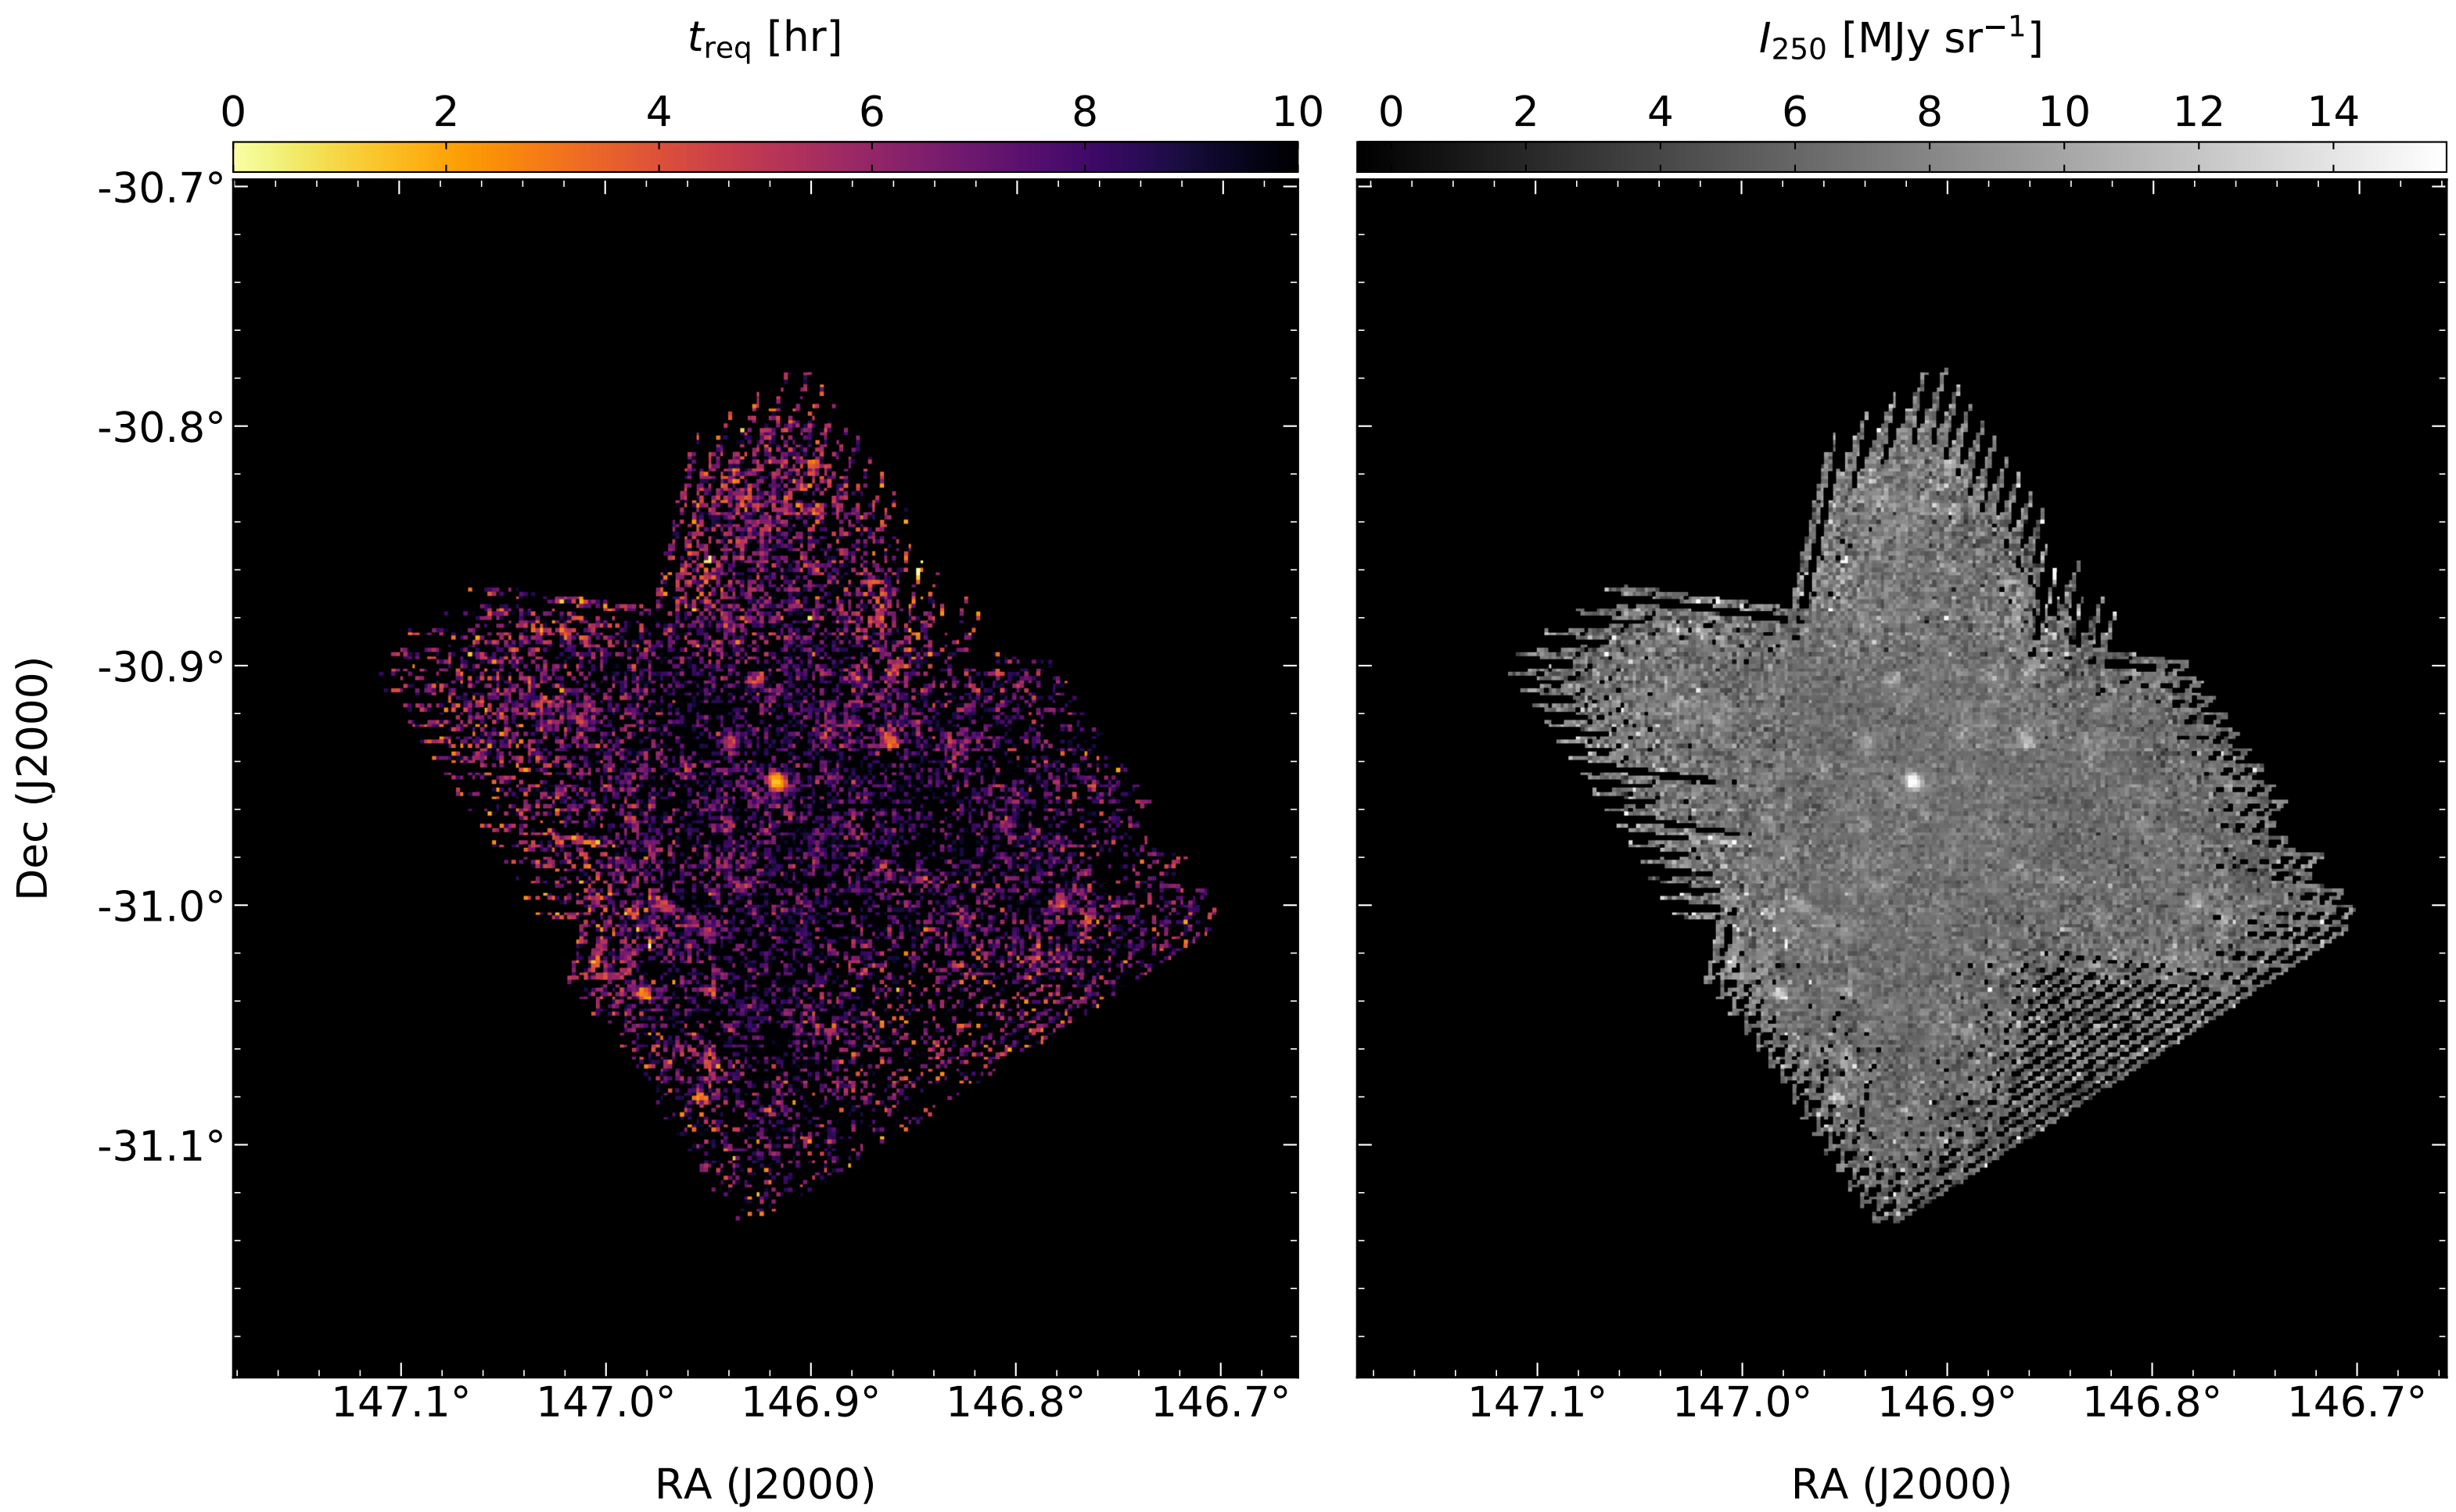 t_req [hr]
I_250 [MJy sr⁻¹]
0 2 4 6 8 10
0 2 4 6 8 10 12 14
-30.7°
-30.8°
-30.9°
-31.0°
-31.1°
Dec (J2000)
147.1° 147.0° 146.9° 146.8° 146.7°
147.1° 147.0° 146.9° 146.8° 146.7°
RA (J2000)
RA (J2000)